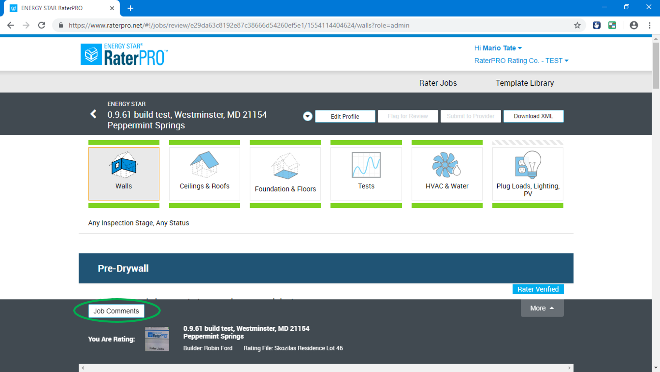 ENERGY STAR RaterPRO
https://www.raterpro.net/#!/jobs/review/e29da63d8192e87c38666d54260ef5e1/1554114404624/walls?role=admin
ENERGY STAR®
RaterPRO™
Hi Mario Tate
RaterPRO Rating Co. - TEST
Rater Jobs
Template Library
ENERGY STAR
0.9.61 build test, Westminster, MD 21154
Peppermint Springs
Edit Profile
Flag for Review
Submit to Provider
Download XML
Walls
Ceilings & Roofs
Foundation & Floors
Tests
HVAC & Water
Plug Loads, Lighting,
PV
Any Inspection Stage, Any Status
Pre-Drywall
Rater Verified
Job Comments
More
You Are Rating:
0.9.61 build test, Westminster, MD 21154
Peppermint Springs
Builder Robin Ford
Rating File: Skozilas Residence Lot 46